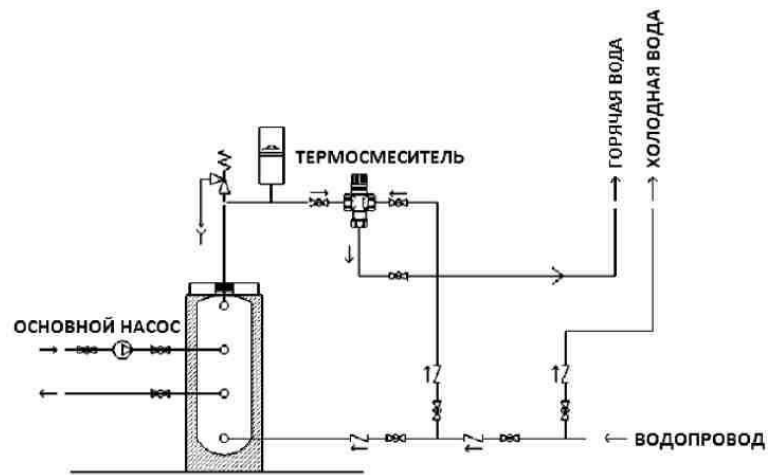 ГОРЯЧАЯ ВОДА
ХОЛОДНАЯ ВОДА
ТЕРМОСМЕСИТЕЛЬ
ОСНОВНОЙ НАСОС
ВОДОПРОВОД